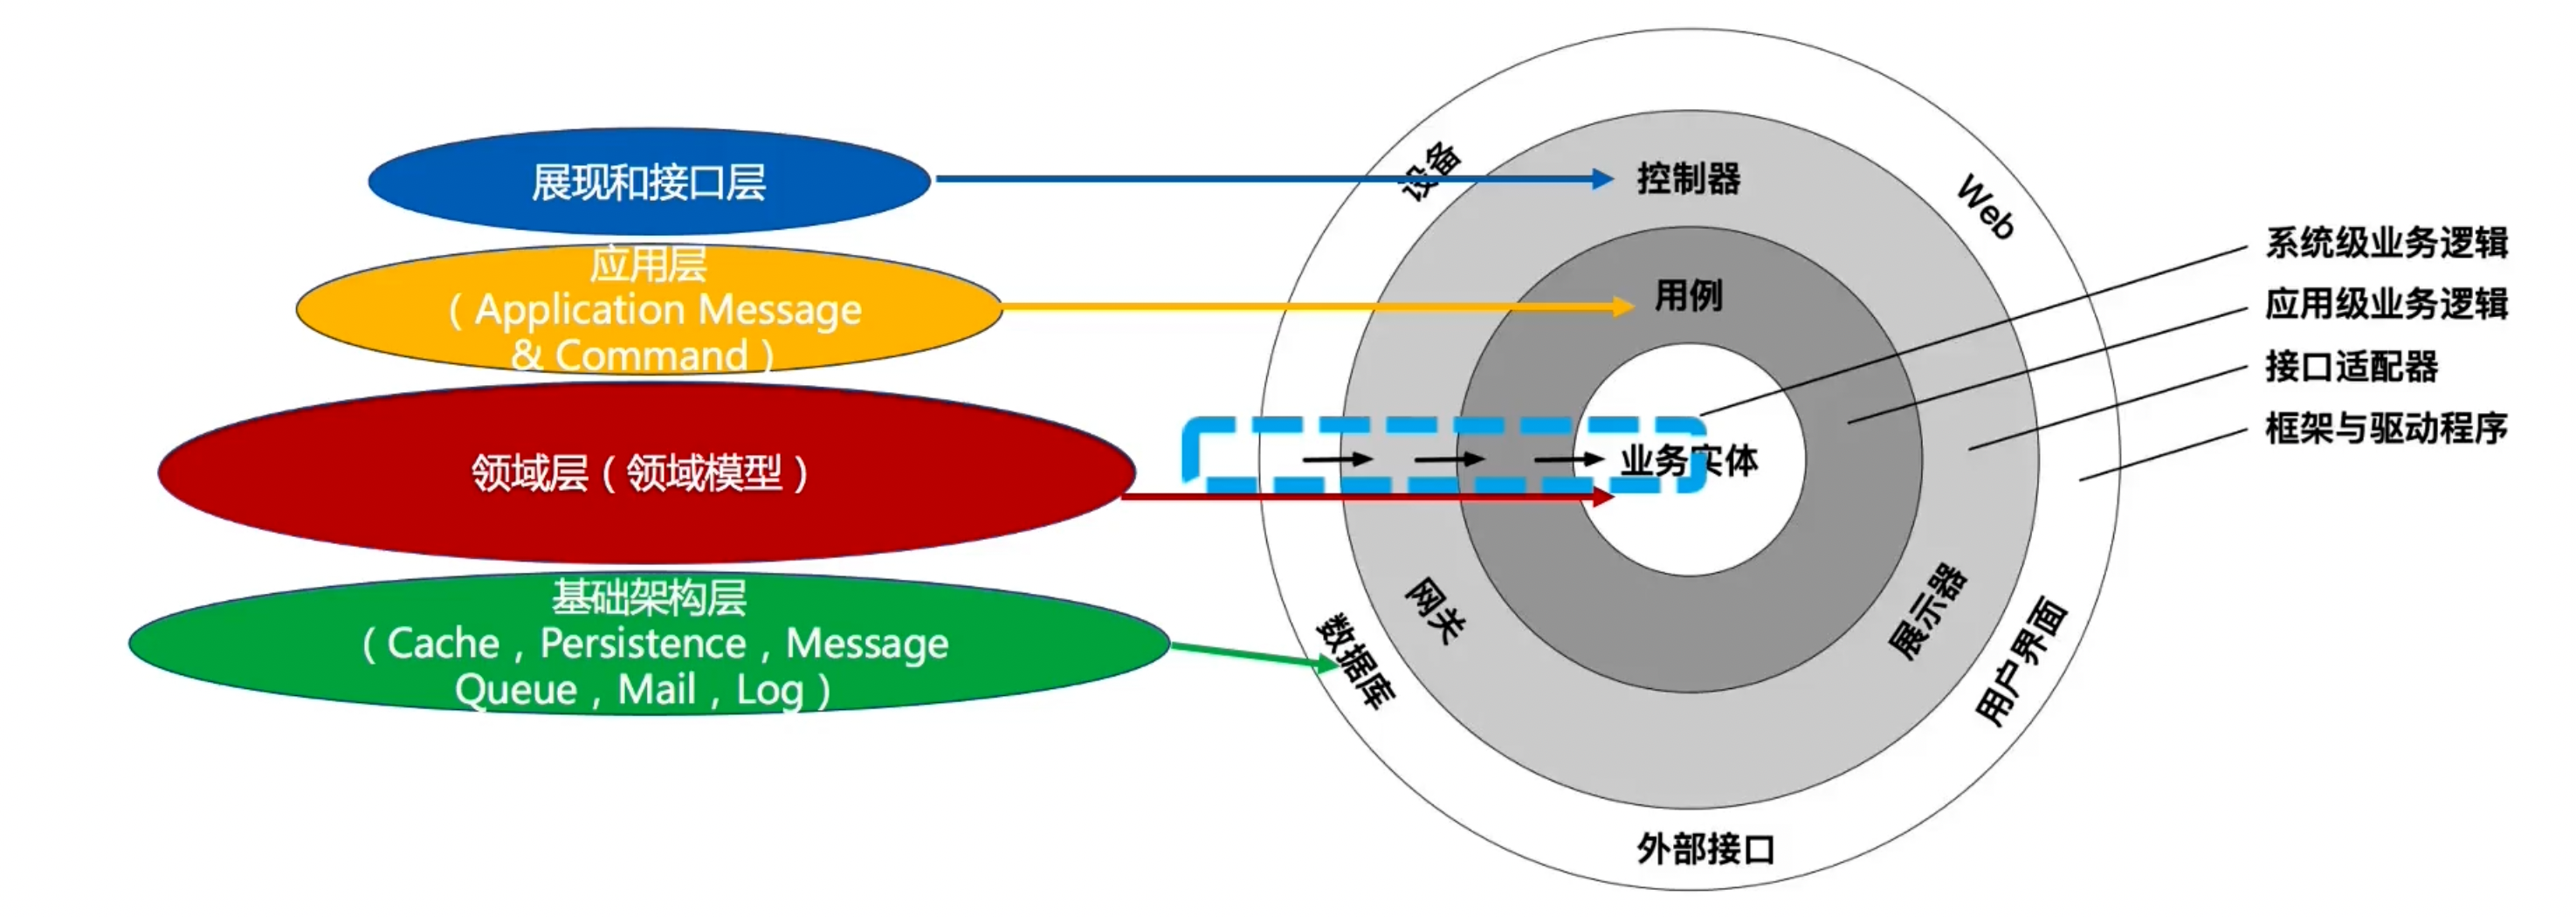 展现和接口层
应用层
（Application Message
& Command）
领域层（领域模型）
基础架构层
（Cache，Persistence，Message
Queue，Mail，Log）
设备
控制器
Web
用例
业务实体
网关
数据库
展示器
用户界面
外部接口
系统级业务逻辑
应用级业务逻辑
接口适配器
框架与驱动程序